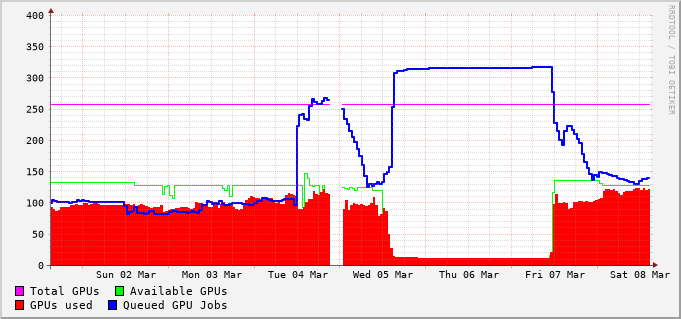 RRDTOOL / TOBI OETIKER
400
350
300
250
200
150
100
50
0
Sun 02 Mar Mon 03 Mar Tue 04 Mar Wed 05 Mar Thu 06 Mar Fri 07 Mar Sat 08 Mar
Total GPUs Available GPUs
GPUs used Queued GPU Jobs